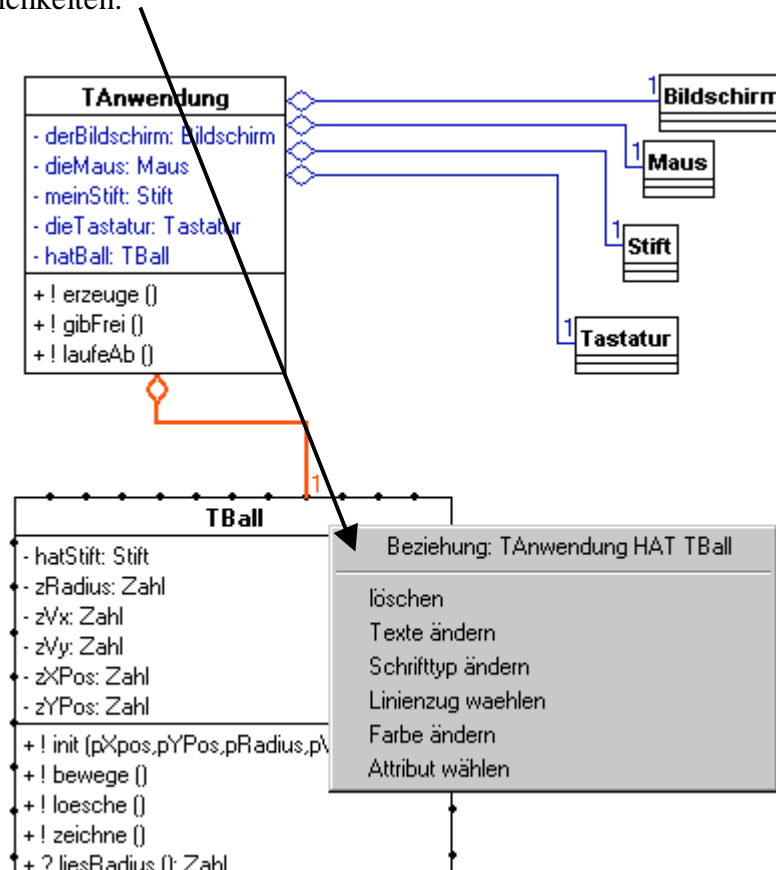 ichkeiten.
TAnwendung
- derBildschirm: Bildschirm
- dieMaus: Maus
- meinStift: Stift
- dieTastatur: Tastatur
- hatBall: TBall
+ ! erzeuge ()
+ ! gibFrei ()
+ ! laufeAb ()
1
Bildschirm
1
Maus
1
Stift
1
Tastatur
1
TBall
- hatStift: Stift
- zRadius: Zahl
- zVx: Zahl
- zVy: Zahl
- zXPos: Zahl
- zYPos: Zahl
+ ! init (pXpos,pYPos,pRadius,p
+ ! bewege ()
+ ! loesche ()
+ ! zeichne ()
+ ? liesRadius (): Zahl
Beziehung: TAnwendung HAT TBall
löschen
Texte ändern
Schrifttyp ändern
Linienzug waehlen
Farbe ändern
Attribut wählen